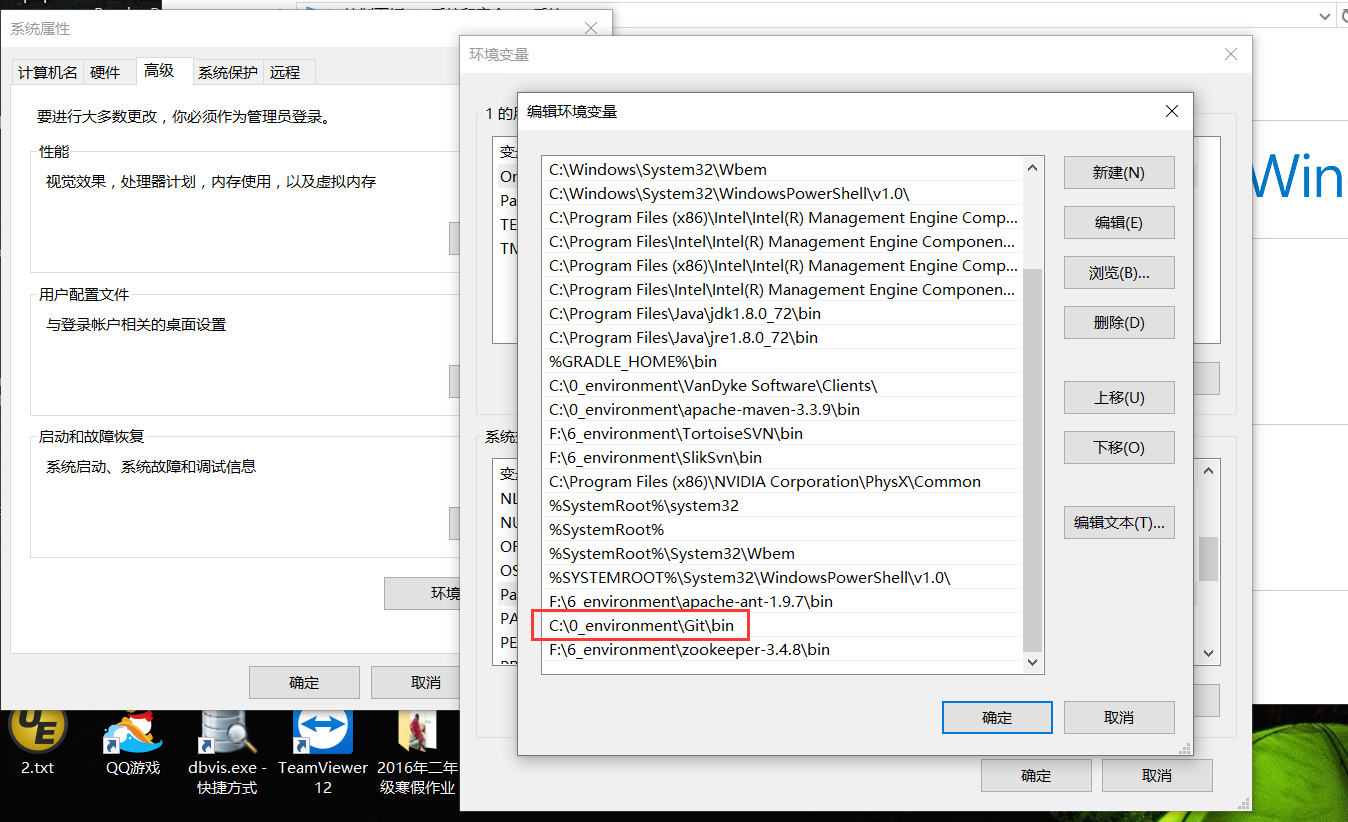 系统属性
计算机名
硬件
高级
系统保护
远程
要进行大多数更改，你必须作为管理员登录。
性能
视觉效果，处理器计划，内存使用，以及虚拟内存
用户配置文件
与登录帐户相关的桌面设置
启动和故障恢复
系统启动、系统故障和调试信息
环境
确定
取消
环境变量
1 的
Pa
TE
系统
NU
OS
Pa
PA
PE
编辑环境变量
C:\Windows\System32\Wbem
C:\Windows\System32\WindowsPowerShell\v1.0\
C:\Program Files (x86)\Intel\Intel(R) Management Engine Comp...
C:\Program Files\Intel\Intel(R) Management Engine Componen...
C:\Program Files (x86)\Intel\Intel(R) Management Engine Comp...
C:\Program Files\Intel\Intel(R) Management Engine Componen...
C:\Program Files\Java\jdk1.8.0_72\bin
C:\Program Files\Java\jre1.8.0_72\bin
%GRADLE_HOME%\bin
C:\0_environment\VanDyke Software\Clients\
C:\0_environment\apache-maven-3.3.9\bin
F:\6_environment\TortoiseSVN\bin
F:\6_environment\SlikSvn\bin
C:\Program Files (x86)\NVIDIA Corporation\PhysX\Common
%SystemRoot%\system32
%SystemRoot%
%SystemRoot%\System32\Wbem
%SYSTEMROOT%\System32\WindowsPowerShell\v1.0\
F:\6_environment\apache-ant-1.9.7\bin
C:\0_environment\Git\bin
F:\6_environment\zookeeper-3.4.8\bin
新建(N)
编辑(E)
浏览(B)...
删除(D)
上移(U)
下移(O)
编辑文本(T)...
确定
取消
确定
取消
Win
UE
2.txt
QQ游戏
dbvis.exe -
快捷方式
TeamViewer
12
2016年二年
级寒假作业